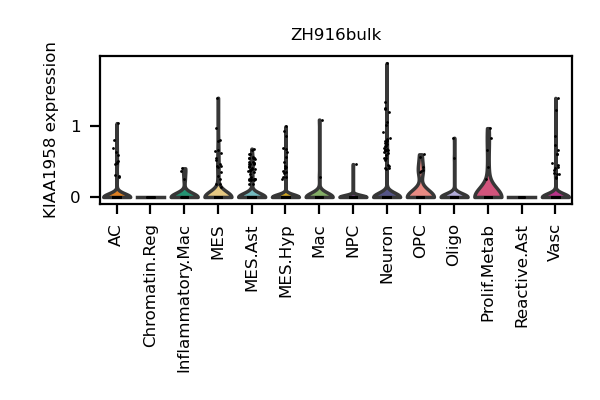 ZH916bulk
KIAA1958 expression
1
0
AC
Chromatin.Reg
Inflammatory.Mac
MES
MES.Ast
MES.Hyp
Mac
NPC
Neuron
OPC
Oligo
Prolif.Metab
Reactive.Ast
Vasc